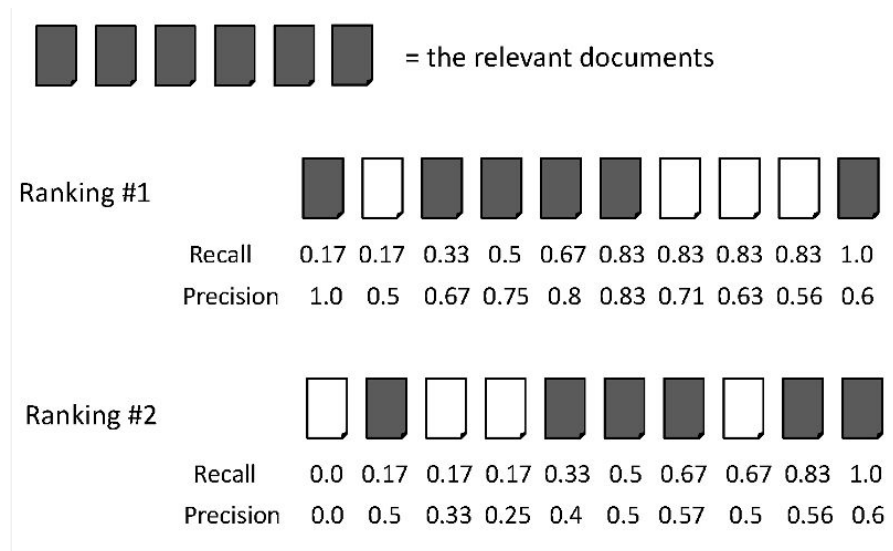 = the relevant documents
Ranking #1
Recall 0.17 0.17 0.33 0.5 0.67 0.83 0.83 0.83 0.83 1.0
Precision 1.0 0.5 0.67 0.75 0.8 0.83 0.71 0.63 0.56 0.6
Ranking #2
Recall 0.0 0.17 0.17 0.17 0.33 0.5 0.67 0.67 0.83 1.0
Precision 0.0 0.5 0.33 0.25 0.4 0.5 0.57 0.5 0.56 0.6